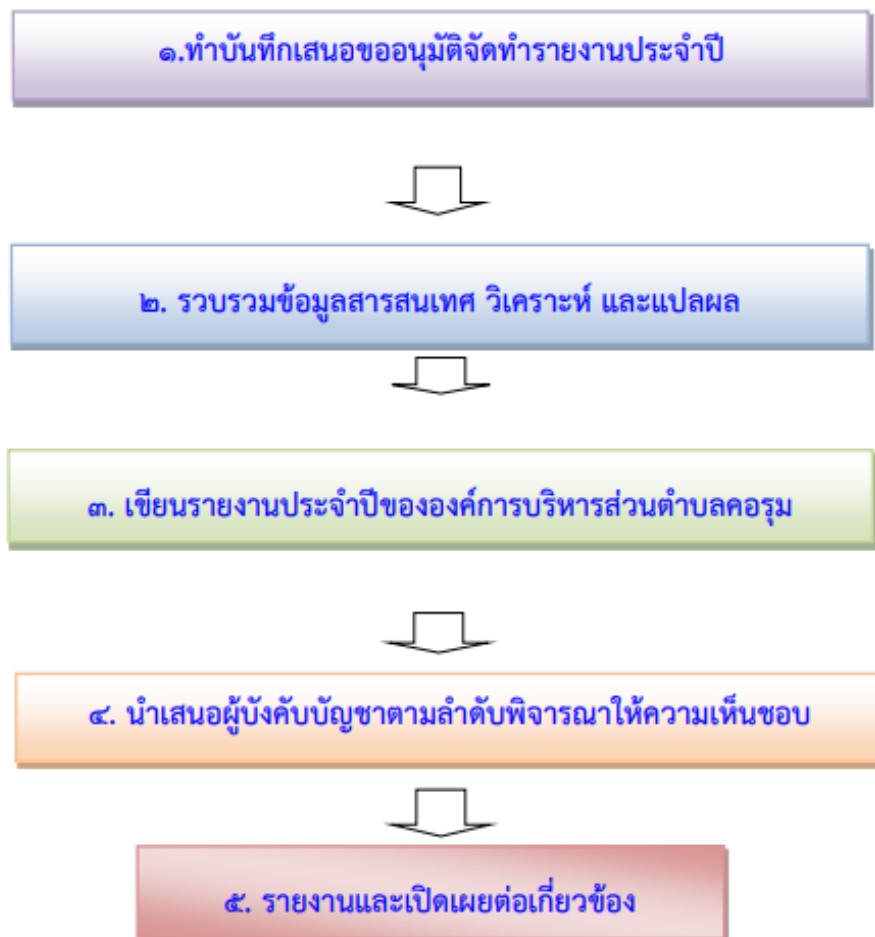 ๑.ทำบันทึกเสนอขออนุมัติจัดทำรายงานประจำปี
๒. รวบรวมข้อมูลสารสนเทศ วิเคราะห์ และแปลผล
๓. เขียนรายงานประจำปีขององค์การบริหารส่วนตำบลคอรุม
๔. นำเสนอผู้บังคับบัญชาตามลำดับพิจารณาให้ความเห็นชอบ
๕. รายงานและเปิดเผยต่อเกี่ยวข้อง